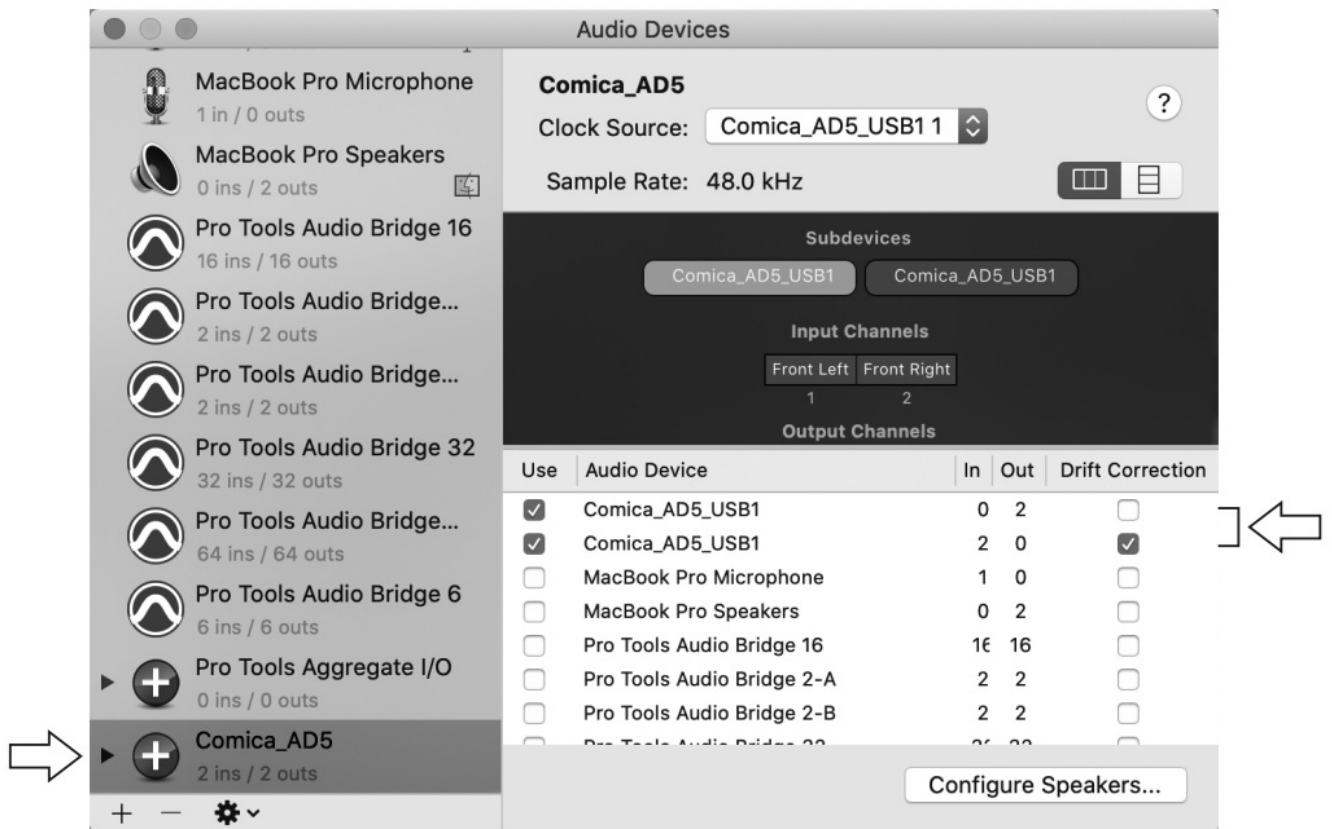 Audio Devices
MacBook Pro Microphone
1 in / 0 outs
MacBook Pro Speakers
0 ins / 2 outs
Pro Tools Audio Bridge 16
16 ins / 16 outs
Pro Tools Audio Bridge...
2 ins / 2 outs
Pro Tools Audio Bridge...
2 ins / 2 outs
Pro Tools Audio Bridge 32
32 ins / 32 outs
Pro Tools Audio Bridge...
64 ins / 64 outs
Pro Tools Audio Bridge 6
6 ins / 6 outs
Pro Tools Aggregate I/O
0 ins / 0 outs
Comica_AD5
2 ins / 2 outs
Comica_AD5
?
Clock Source: Comica_AD5_USB1 1
Sample Rate: 48.0 kHz
Subdevices
Comica_AD5_USB1 Comica_AD5_USB1
Input Channels
Front Left Front Right
1 2
Output Channels
Use Audio Device In Out Drift Correction
Comica_AD5_USB1 0 2
Comica_AD5_USB1 2 0
MacBook Pro Microphone 1 0
MacBook Pro Speakers 0 2
Pro Tools Audio Bridge 16 16 16
Pro Tools Audio Bridge 2-A 2 2
Pro Tools Audio Bridge 2-B 2 2
Pro Tools Audio Bridge 32
Configure Speakers...